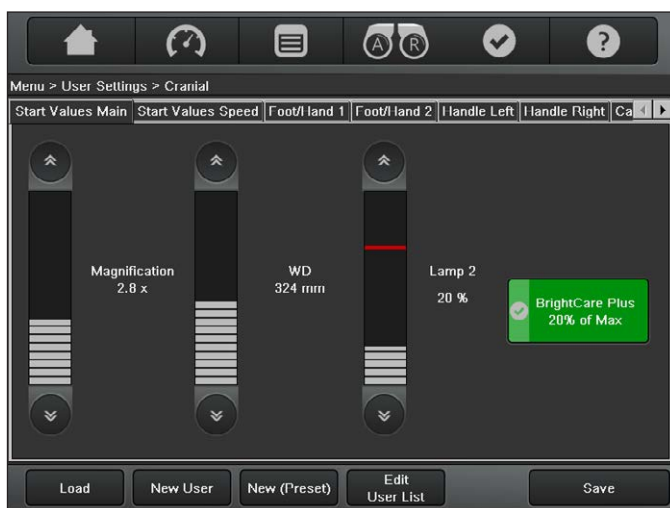 A R ?
Menu > User Settings > Cranial
Start Values Main Start Values Speed Foot/Hand 1 Foot/Hand 2 Handle Left Handle Right Ca
Magnification
2.8 x
WD
324 mm
Lamp 2
20 %
BrightCare Plus
20% of Max
Load New User New (Preset) Edit
User List Save